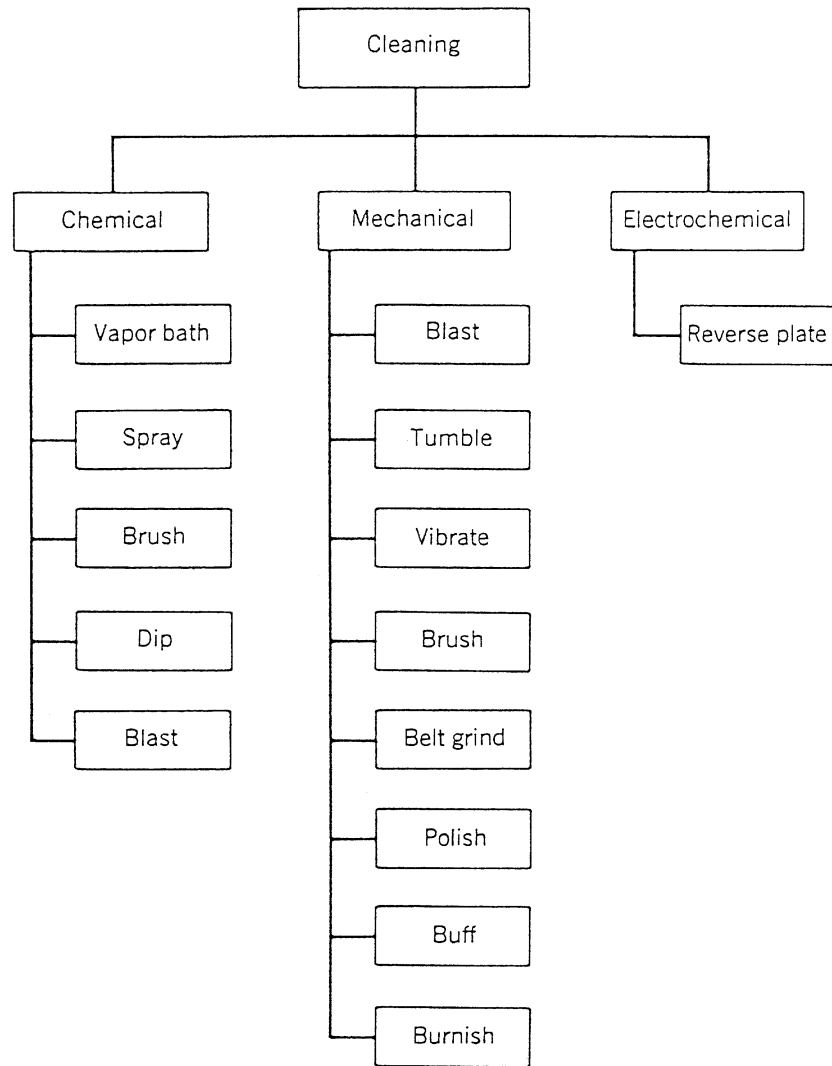 Cleaning
Chemical
Mechanical
Electrochemical
Vapor bath
Spray
Brush
Dip
Blast
Blast
Tumble
Vibrate
Brush
Belt grind
Polish
Buff
Burnish
Reverse plate